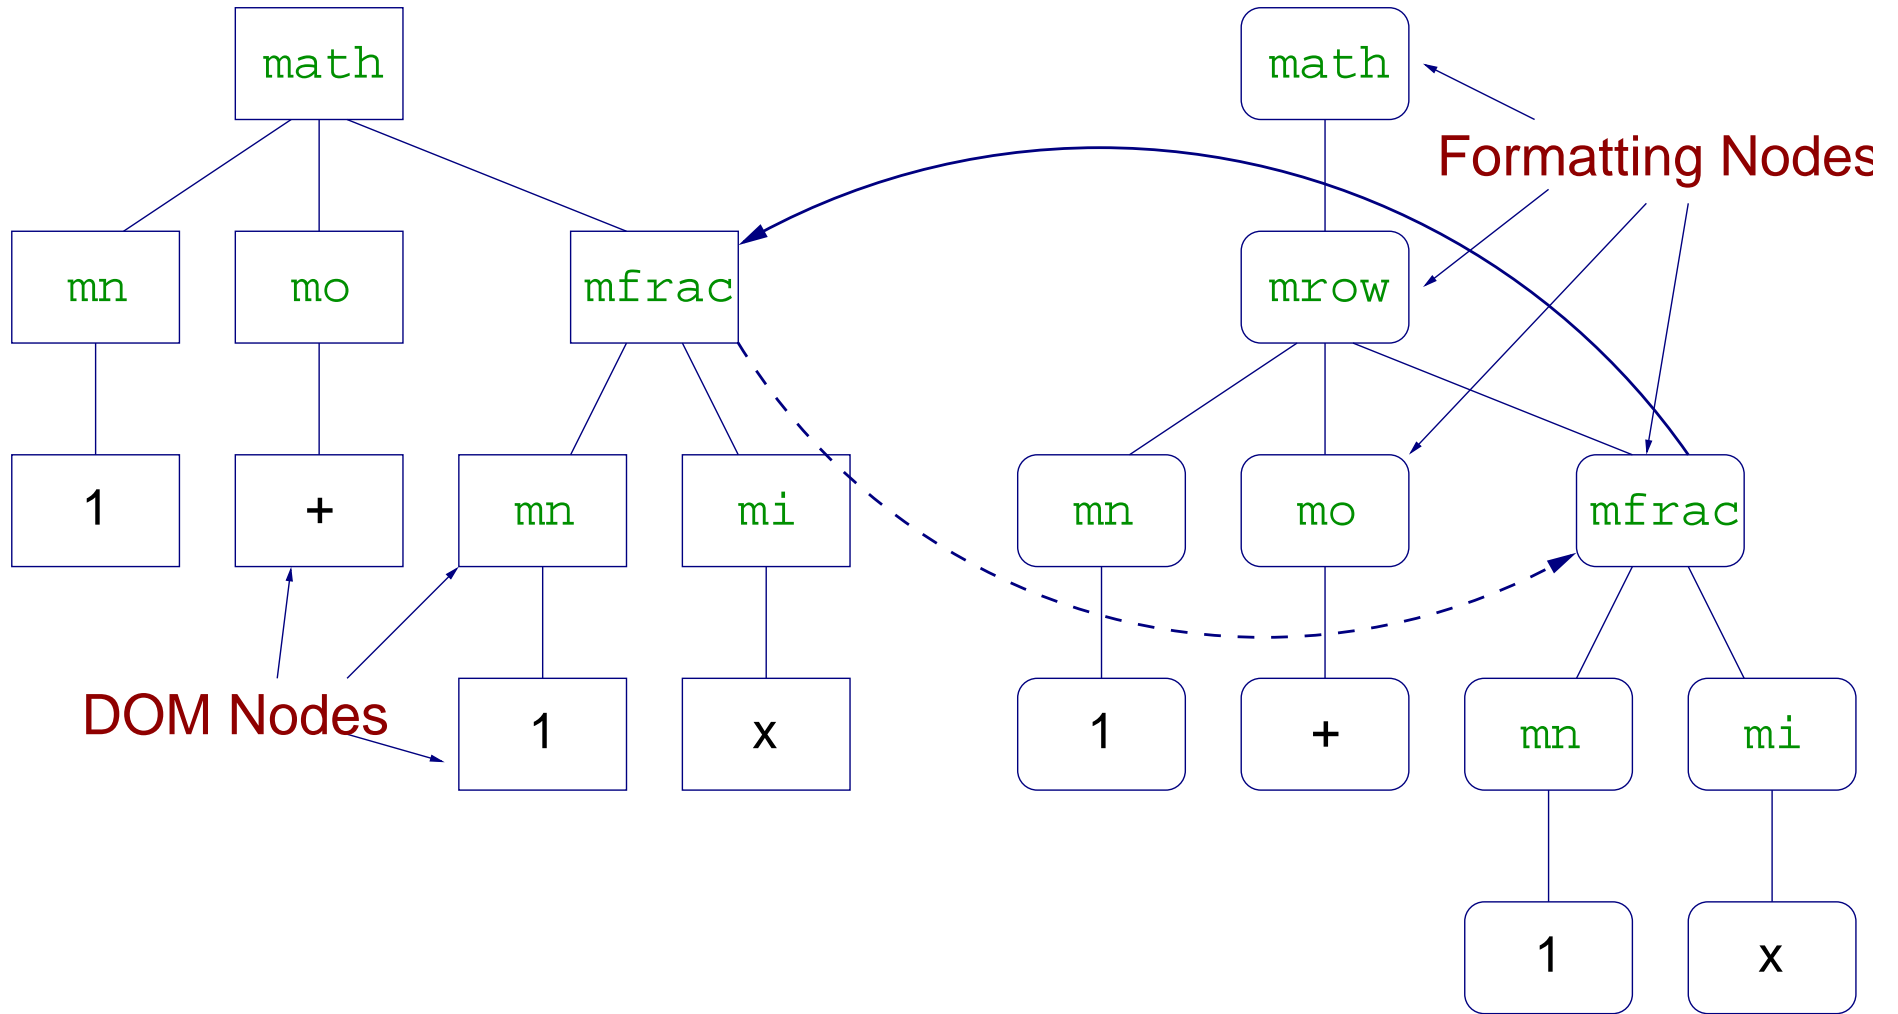 math
math
Formatting Nodes
mn
mo
mfrac
mrow
1
+
mn
mi
mn
mo
mfrac
DOM Nodes
1
x
1
+
mn
mi
1
x